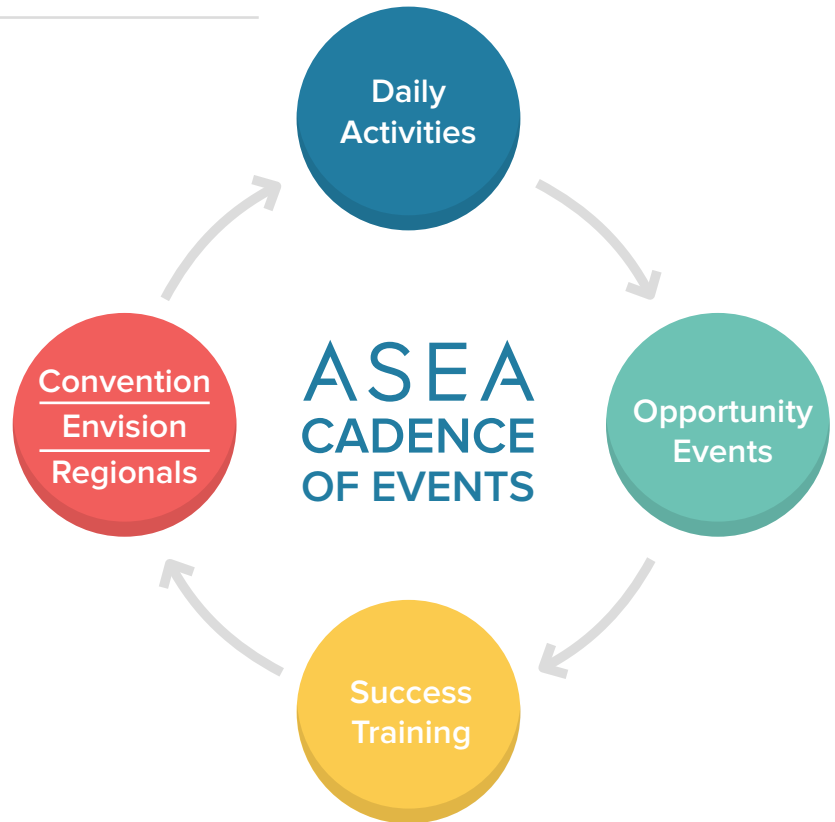 Daily
Activities
Convention
Envision
Regionals
ASEA
CADENCE
OF EVENTS
Opportunity
Events
Success
Training